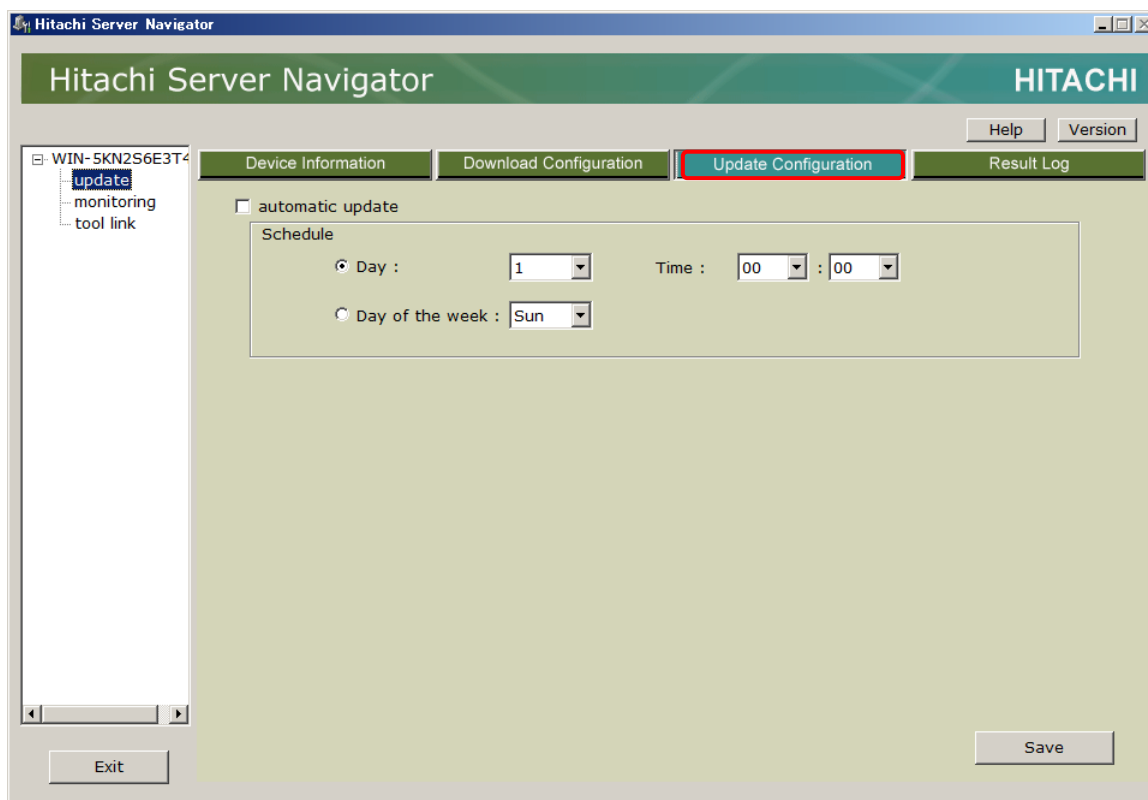 Hitachi Server Navigator
Hitachi Server Navigator HITACHI
Help Version
WIN-5KN2S6E3T4
update
monitoring
tool link
Device Information Download Configuration Update Configuration Result Log
automatic update
Schedule
Day : 1 Time : 00 : 00
Day of the week : Sun
Save
Exit